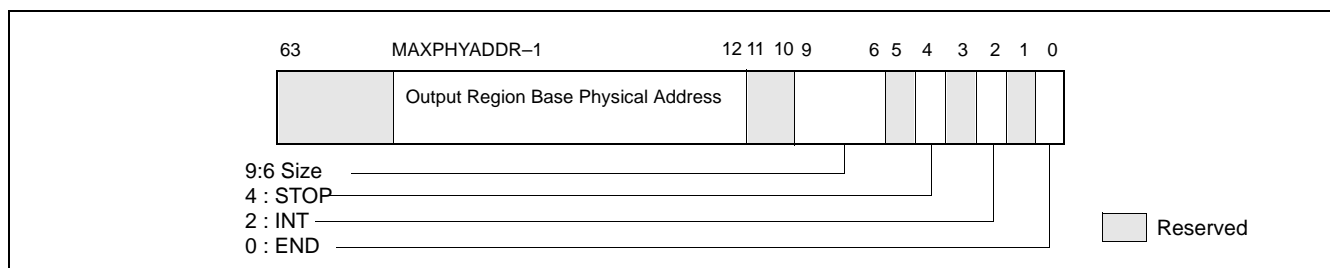 63 MAXPHYADDR–1 12 11 10 9 6 5 4 3 2 1 0
Output Region Base Physical Address
9:6 Size
4 : STOP
2 : INT
0 : END
Reserved